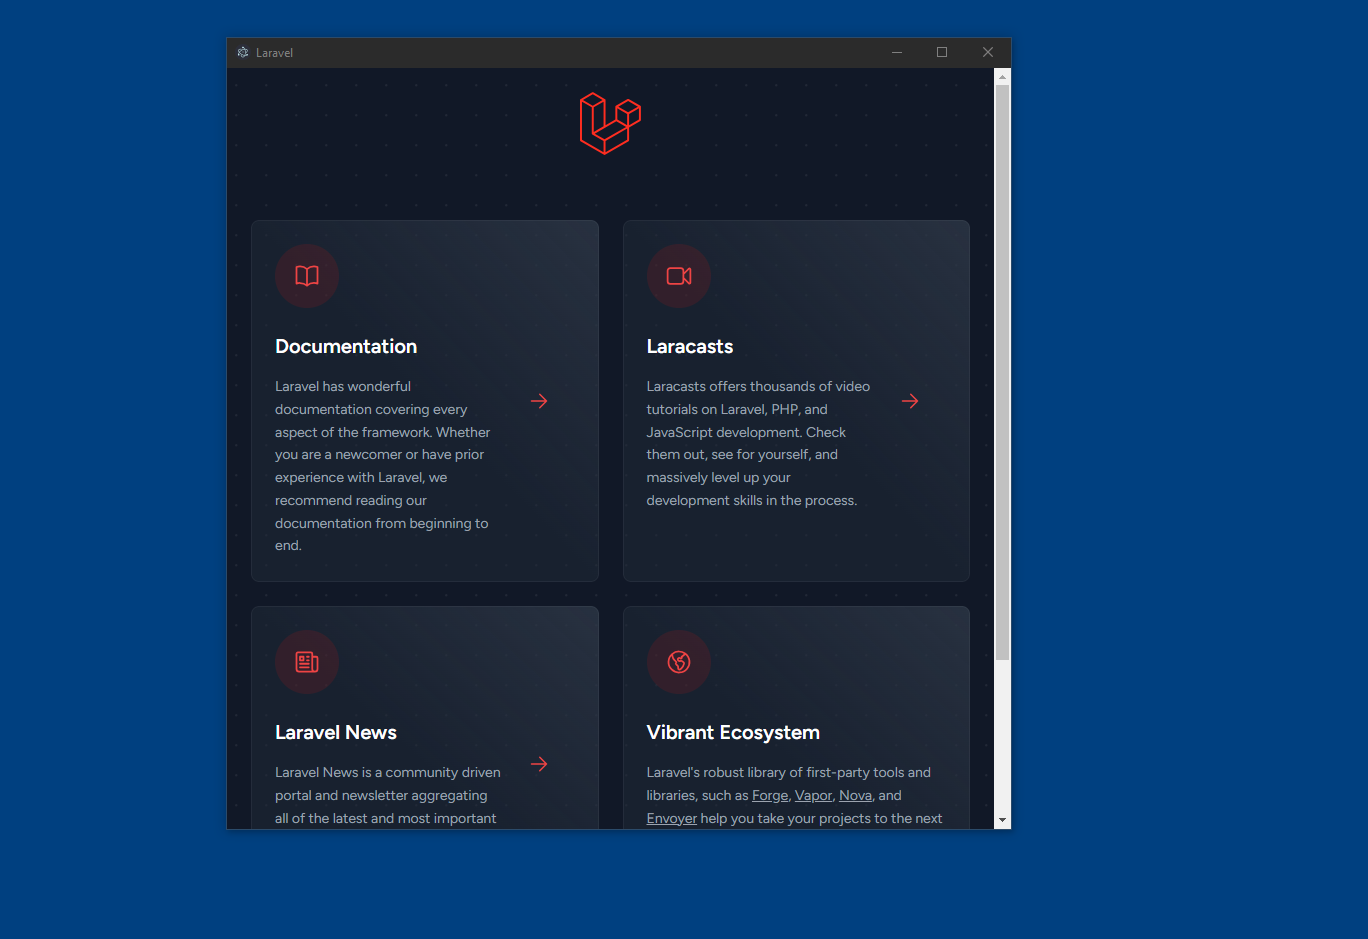 Laravel
Documentation
Laravel has wonderful
documentation covering every
aspect of the framework. Whether
you are a newcomer or have prior
experience with Laravel, we
recommend reading our
documentation from beginning to
end.
Laracasts
Laracasts offers thousands of video
tutorials on Laravel, PHP, and
JavaScript development. Check
them out, see for yourself, and
massively level up your
development skills in the process.
Laravel News
Laravel News is a community driven
portal and newsletter aggregating
all of the latest and most important
Vibrant Ecosystem
Laravel's robust library of first-party tools and
libraries, such as Forge, Vapor, Nova, and
Envoyer help you take your projects to the next